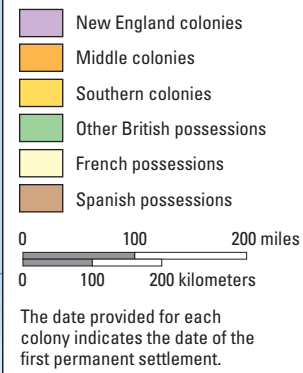 New England colonies
Middle colonies
Southern colonies
Other British possessions
French possessions
Spanish possessions
0 100 200 miles
0 100 200 kilometers
The date provided for each
colony indicates the date of the
first permanent settlement.